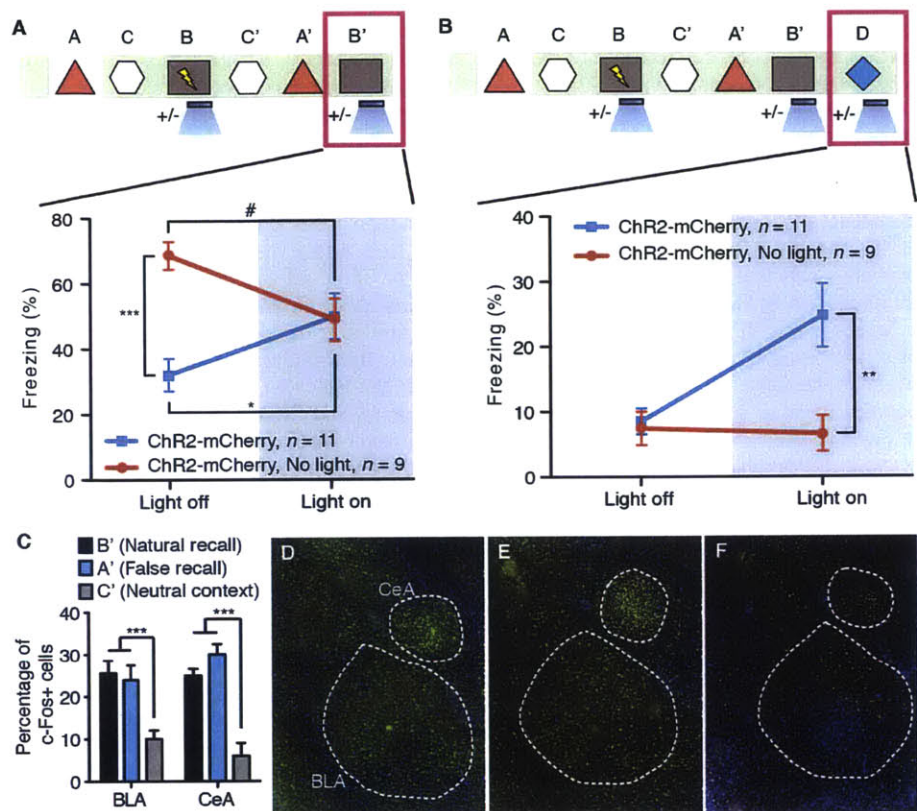 A
A C B C' A' B'
+/- +/-
#
***
*
80
60
40
20
0
Freezing (%)
ChR2-mCherry, n = 11
ChR2-mCherry, No light, n = 9
Light off Light on
B
A C B C' A' B' D
+/- +/- +/-
40
30
20
10
0
Freezing (%)
ChR2-mCherry, n = 11
ChR2-mCherry, No light, n = 9
**
Light off Light on
C
B' (Natural recall)
A' (False recall)
C' (Neutral context)
*** ***
40
30
20
10
0
Percentage of
c-Fos+ cells
BLA CeA
D
CeA
BLA
E
F